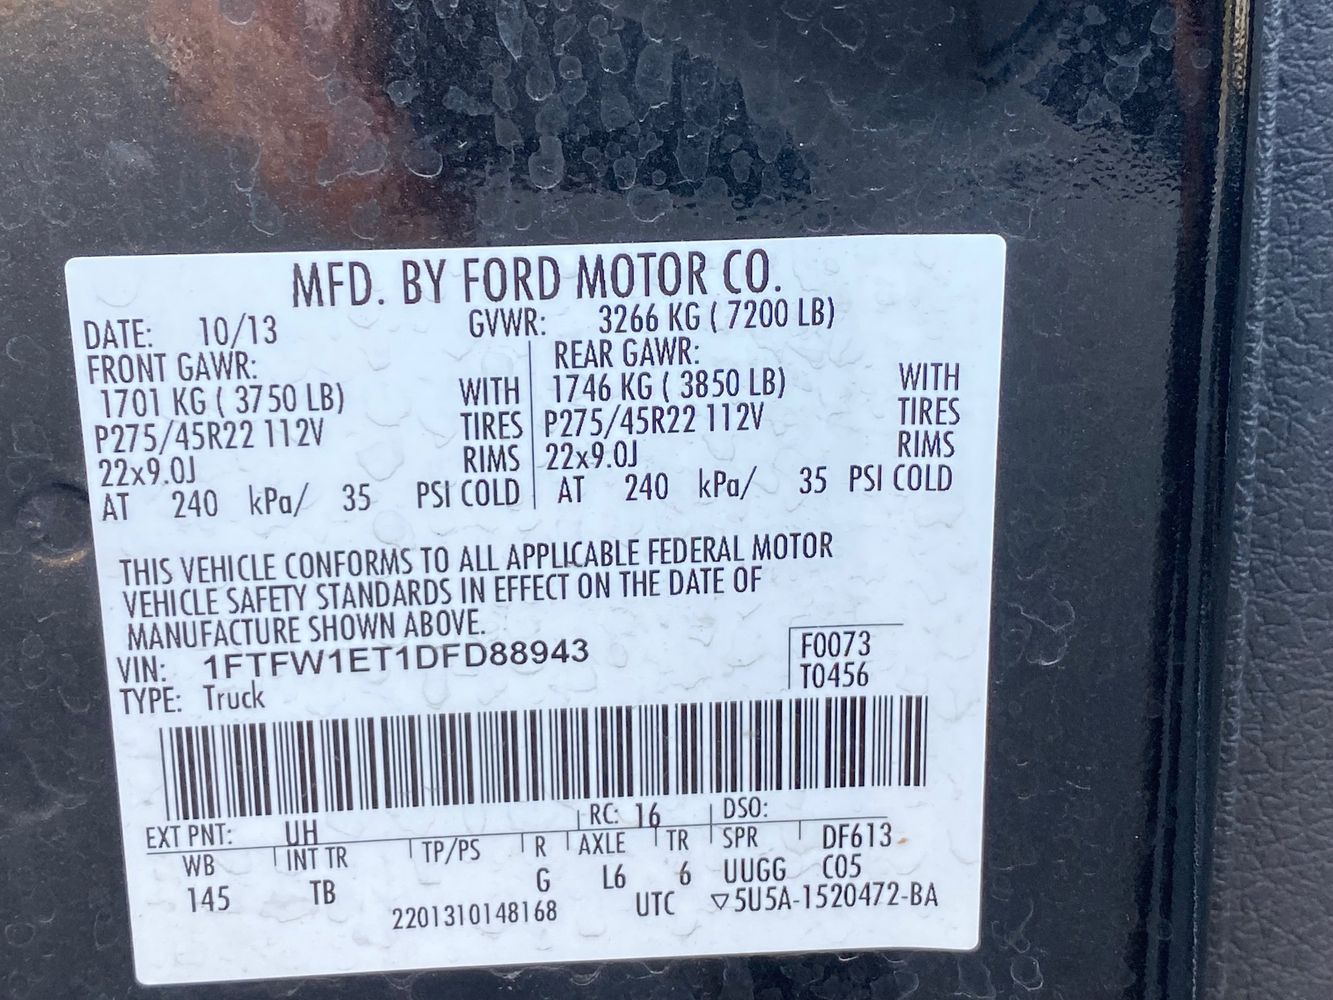 MFD. BY FORD MOTOR CO.
DATE: 10/13 GVWR: 3266 KG ( 7200 LB)
FRONT GAWR: REAR GAWR:
1701 KG ( 3750 LB) WITH 1746 KG ( 3850 LB) WITH
P275/45R22 112V TIRES P275/45R22 112V TIRES
22x9.0J RIMS 22x9.0J RIMS
AT 240 kPa/ 35 PSI COLD AT 240 kPa/ 35 PSI COLD
THIS VEHICLE CONFORMS TO ALL APPLICABLE FEDERAL MOTOR
VEHICLE SAFETY STANDARDS IN EFFECT ON THE DATE OF
MANUFACTURE SHOWN ABOVE.
VIN: 1FTFW1ET1DFD88943 F0073
TYPE: Truck T0456
EXT PNT: UH RC: 16 DSO:
WB INT TR TP/PS R AXLE TR SPR DF613
145 TB G L6 6 UUGG C05
2201310148168 UTC ▽5U5A-1520472-BA